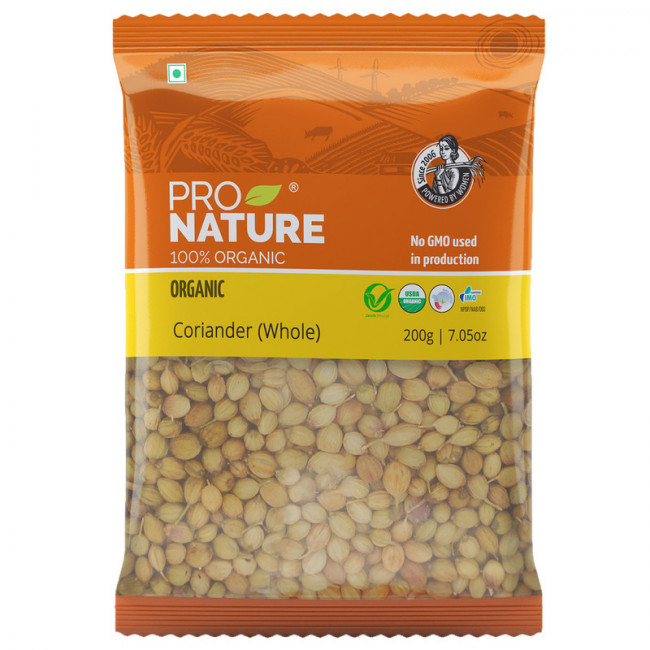 Since 2006
POWERED BY WOMEN
PRO
®
NATURE
100% ORGANIC
No GMO used
in production
ORGANIC
USDA
ORGANIC
IMO
Coriander (Whole)
200g | 7.05oz